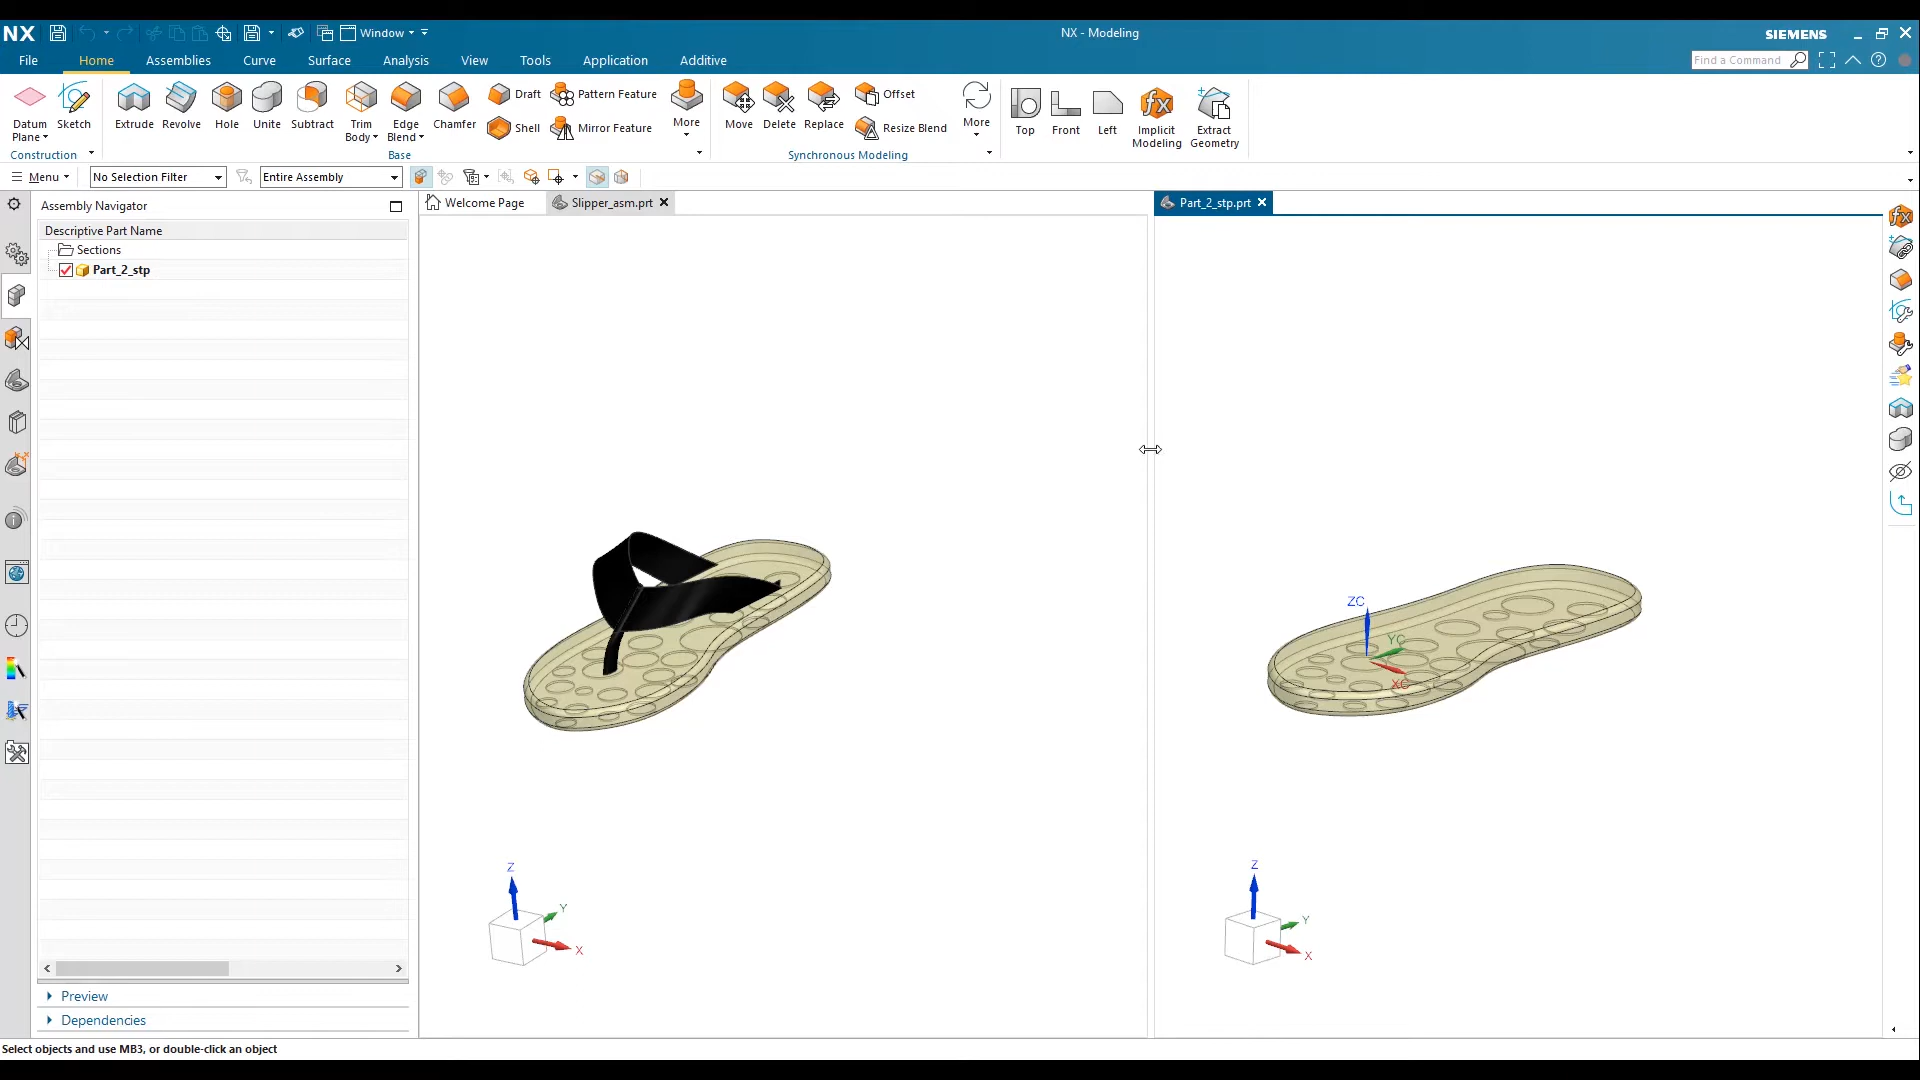 NX
Window
NX - Modeling
SIEMENS
File Home Assemblies Curve Surface Analysis View Tools Application Additive
Find a Command
Datum Plane
Sketch
Construction
Extrude
Revolve
Hole
Unite
Subtract
Trim Body
Edge Blend
Chamfer
Draft
Shell
Pattern Feature
Mirror Feature
More
Base
Move
Delete
Replace
Offset
Resize Blend
More
Synchronous Modeling
Top
Front
Left
Implicit Modeling
Extract Geometry
Menu
No Selection Filter
Entire Assembly
Assembly Navigator
Descriptive Part Name
Sections
Part_2_stp
Preview
Dependencies
Welcome Page
Slipper_asm.prt
Part_2_stp.prt
Z
Y
X
ZC
YC
XC
Z
Y
X
Select objects and use MB3, or double-click an object